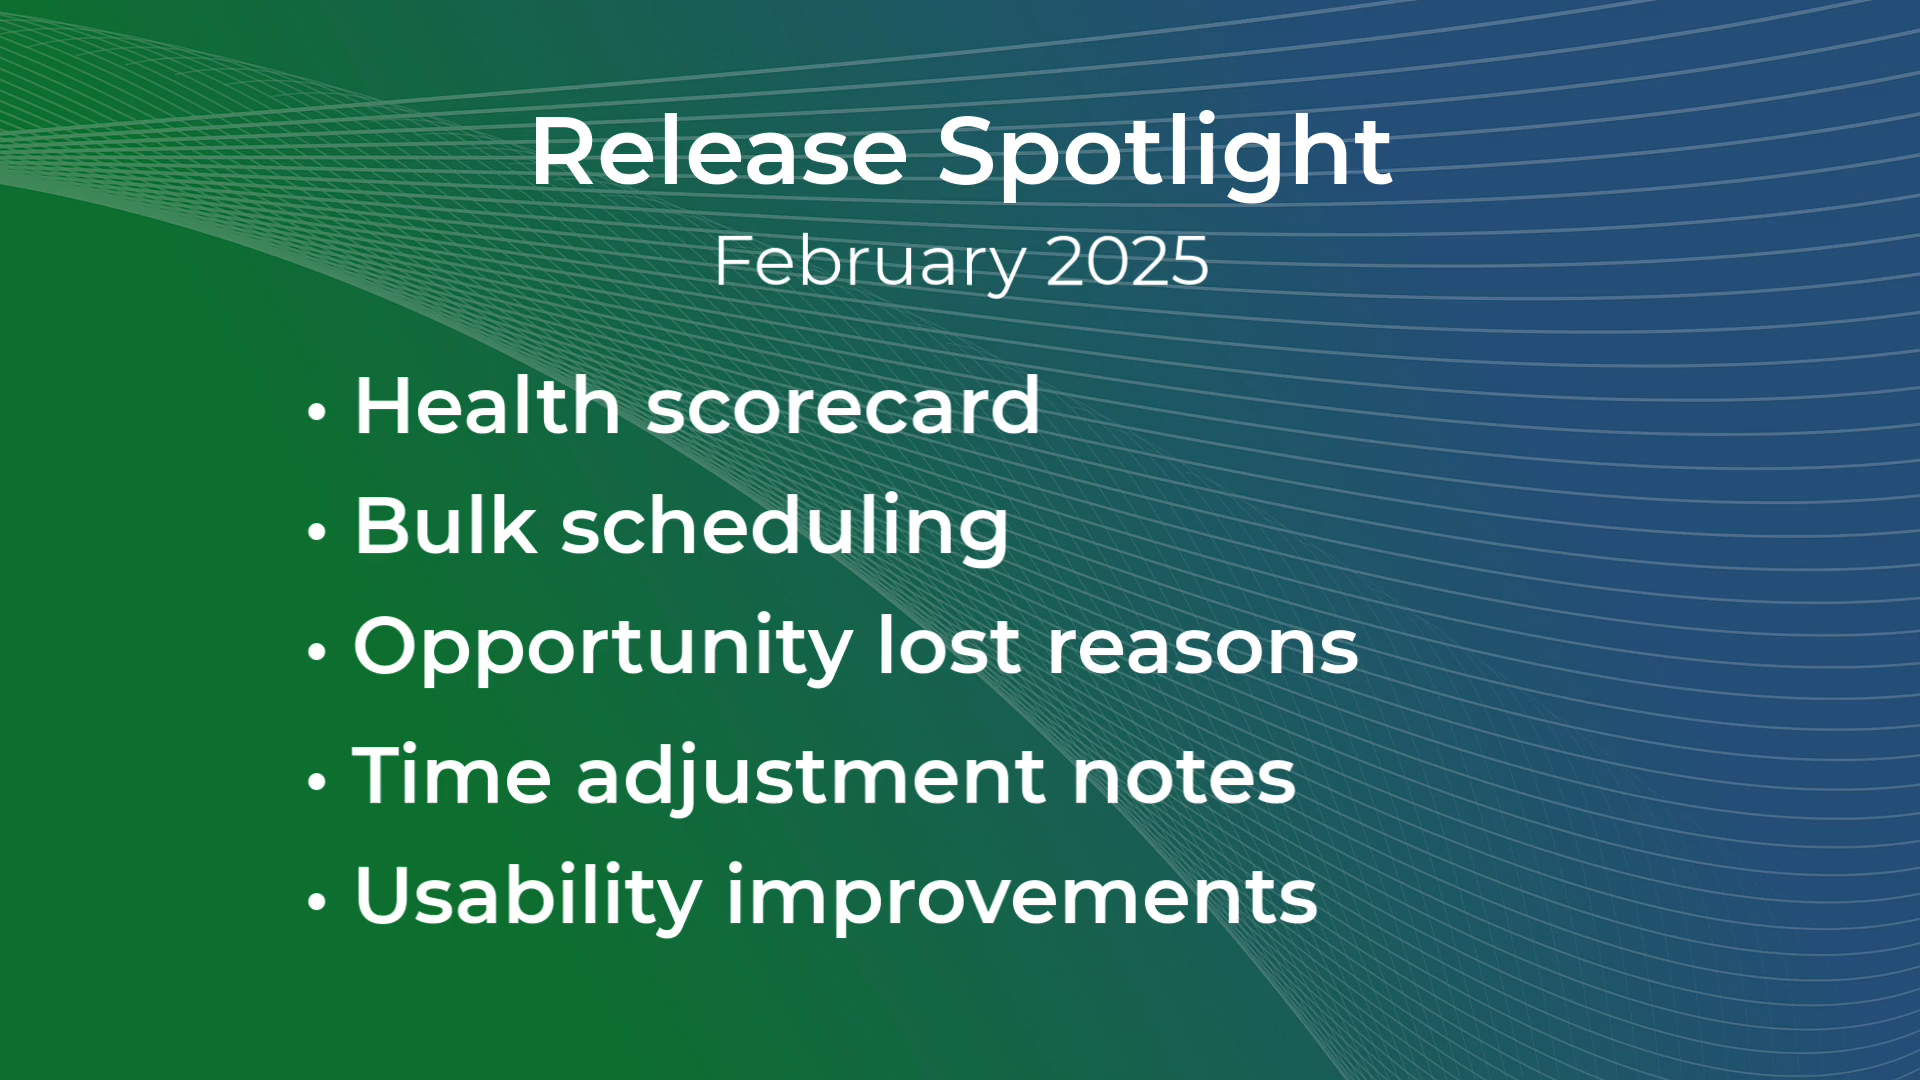 Release Spotlight
February 2025
• Health scorecard
• Bulk scheduling
• Opportunity lost reasons
• Time adjustment notes
• Usability improvements